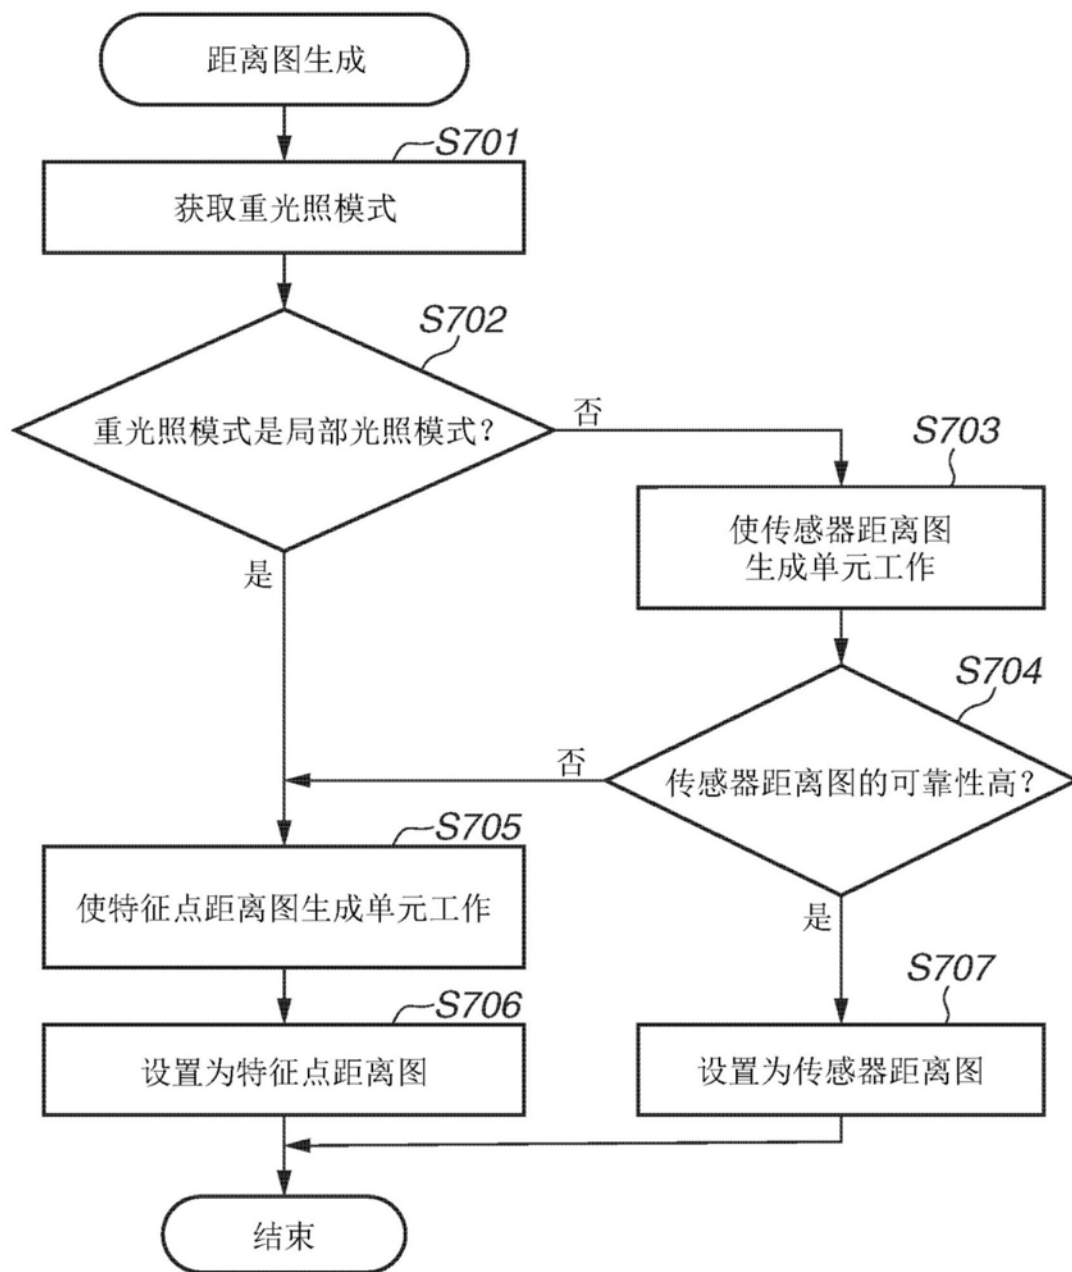 距离图生成
S701
获取重光照模式
S702
重光照模式是局部光照模式？
否
S703
使传感器距离图
生成单元工作
是
S704
否
传感器距离图的可靠性高？
S705
使特征点距离图生成单元工作
是
S707
S706
设置为特征点距离图
设置为传感器距离图
结束